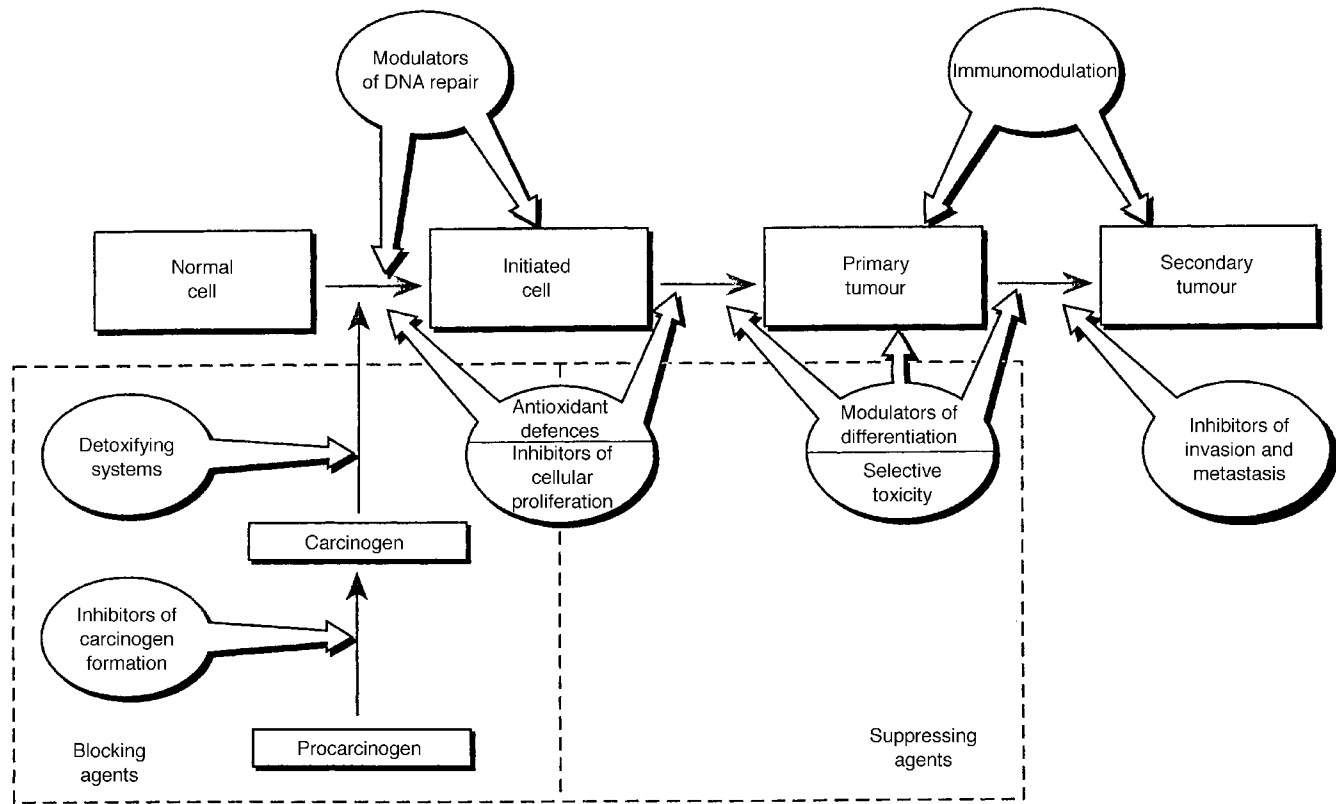 Modulators
of DNA repair
Immunomodulation
Normal
cell
Initiated
cell
Primary
tumour
Secondary
tumour
Detoxifying
systems
Antioxidant
defences
Inhibitors of
cellular
proliferation
Modulators of
differentiation
Selective
toxicity
Inhibitors of
invasion and
metastasis
Carcinogen
Inhibitors of
carcinogen
formation
Procarcinogen
Blocking
agents
Suppressing
agents